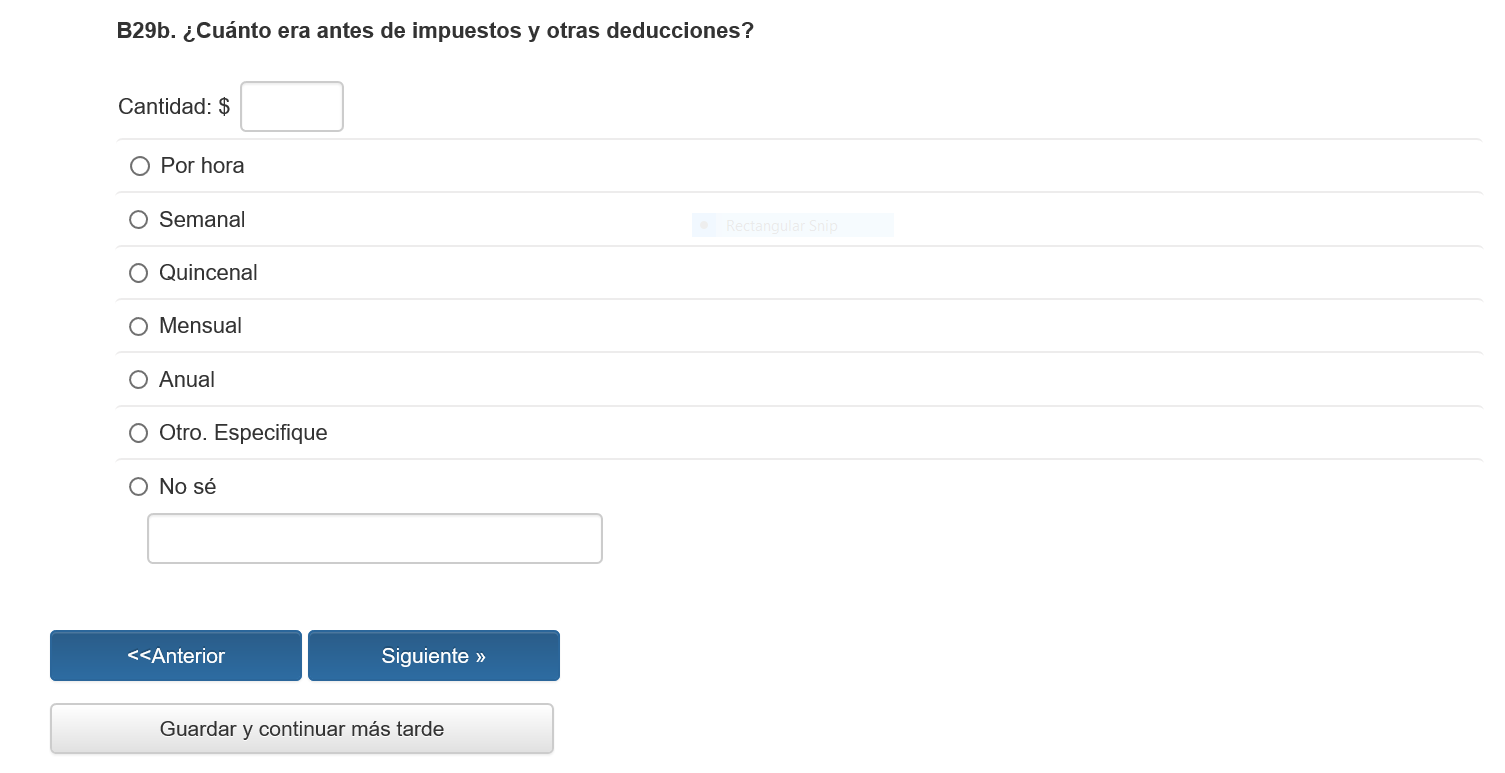 B29b. ¿Cuánto era antes de impuestos y otras deducciones?
Cantidad: $
Por hora
Semanal
Rectangular Snip
Quincenal
Mensual
Anual
Otro. Especifique
No sé
<<Anterior
Siguiente »
Guardar y continuar más tarde